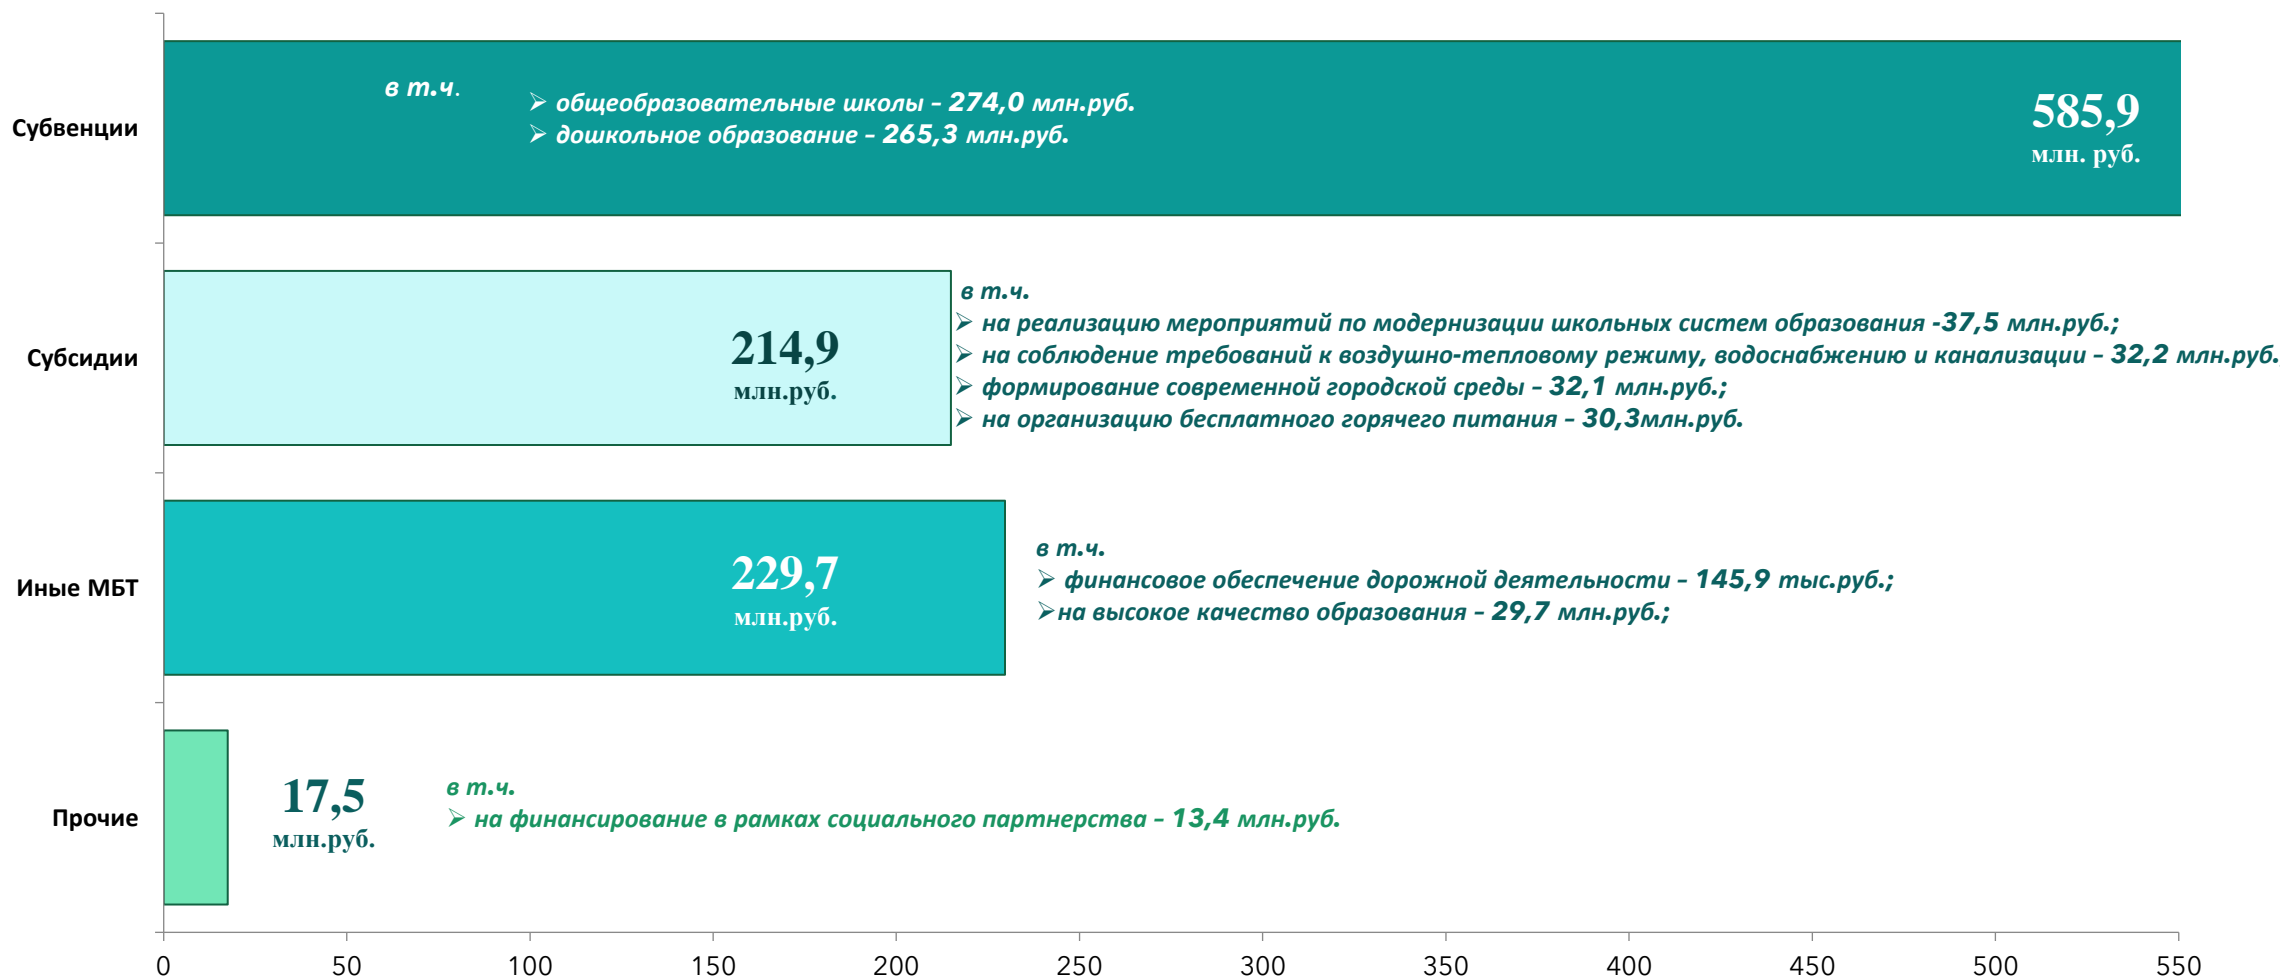 Субвенции
в т.ч.
➢ общеобразовательные школы – 274,0 млн.руб.
➢ дошкольное образование – 265,3 млн.руб.
585,9
млн. руб.
Субсидии
214,9
млн.руб.
в т.ч.
➢ на реализацию мероприятий по модернизации школьных систем образования -37,5 млн.руб.;
➢ на соблюдение требований к воздушно-тепловому режиму, водоснабжению и канализации – 32,2 млн.руб.
➢ формирование современной городской среды – 32,1 млн.руб.;
➢ на организацию бесплатного горячего питания – 30,3млн.руб.
Иные МБТ
229,7
млн.руб.
в т.ч.
➢ финансовое обеспечение дорожной деятельности – 145,9 тыс.руб.;
➢на высокое качество образования – 29,7 млн.руб.;
Прочие
17,5
млн.руб.
в т.ч.
➢ на финансирование в рамках социального партнерства – 13,4 млн.руб.
0 50 100 150 200 250 300 350 400 450 500 550